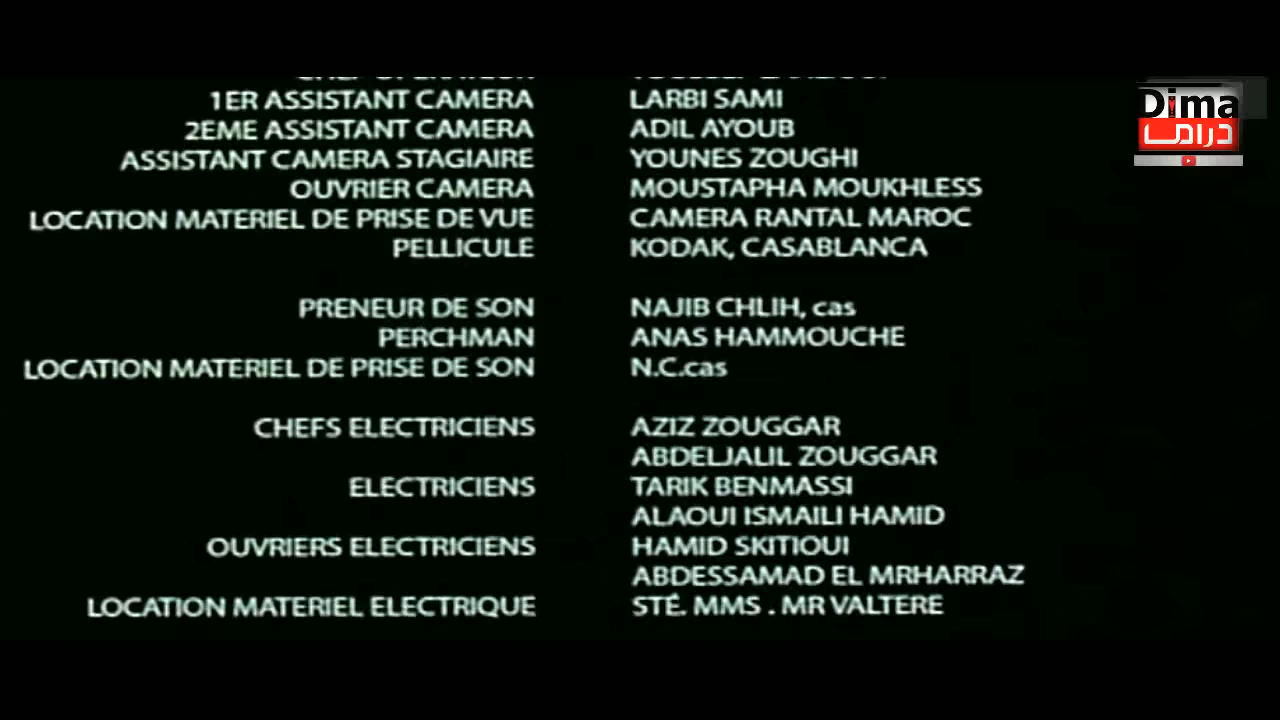 1ER ASSISTANT CAMERA LARBI SAMI
2EME ASSISTANT CAMERA ADIL AYOUB
ASSISTANT CAMERA STAGIAIRE YOUNES ZOUGHI
OUVRIER CAMERA MOUSTAPHA MOUKHLESS
LOCATION MATERIEL DE PRISE DE VUE CAMERA RANTAL MAROC
PELLICULE KODAK, CASABLANCA
PRENEUR DE SON NAJIB CHLIH, cas
PERCHMAN ANAS HAMMOUCHE
LOCATION MATERIEL DE PRISE DE SON N.C.cas
CHEFS ELECTRICIENS AZIZ ZOUGGAR
ABDELJALIL ZOUGGAR
ELECTRICIENS TARIK BENMASSI
ALAOUI ISMAILI HAMID
OUVRIERS ELECTRICIENS HAMID SKITIOUI
ABDESSAMAD EL MRHARRAZ
LOCATION MATERIEL ELECTRIQUE STÉ. MMS . MR VALTERE
Dima
دراما